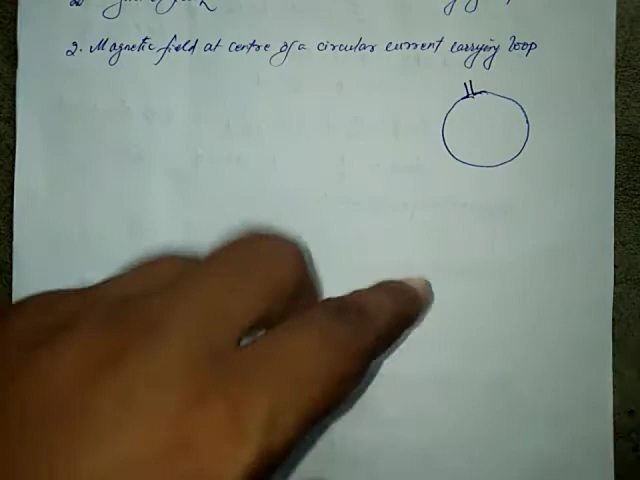 2. Magnetic field at centre of a circular current carrying loop